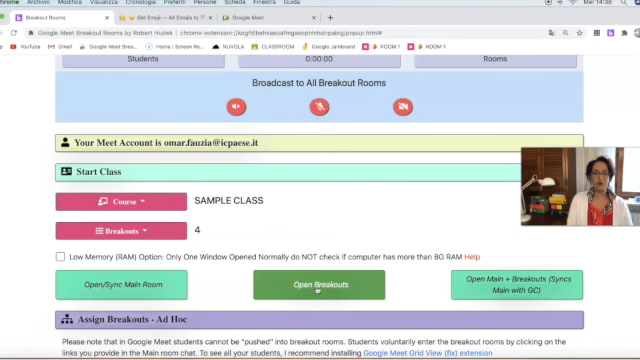 Chrome Archivio Modifica Visualizza Cronologia Preferiti Profili Scheda Finestra Guida Mar 14:38
Breakout Rooms
Get Emoji — All Emojis to
Google Meet
Google Meet Breakout Rooms by Robert Hudek
YouTube Gmail Google Meet Brea... Home : Screen Re... NUVOLA CLASSROOM Google Jamboard ROOM 1 ROOM 1
Students 0:00:00 Rooms
Broadcast to All Breakout Rooms
Your Meet Account is omar.fauzia@icpaese.it
Start Class
Course SAMPLE CLASS
Breakouts 4
Low Memory (RAM) Option: Only One Window Opened Normally do NOT check if computer has more than 8G RAM Help
Open/Sync Main Room
Open Breakouts
Open Main + Breakouts (Syncs
Main with GC)
Assign Breakouts - Ad Hoc
Please note that in Google Meet students cannot be "pushed" into breakout rooms. Students voluntarily enter the breakout rooms by clicking on the
links you provide in the Main room chat. To see all your students, I recommend installing Google Meet Grid View (fix) extension